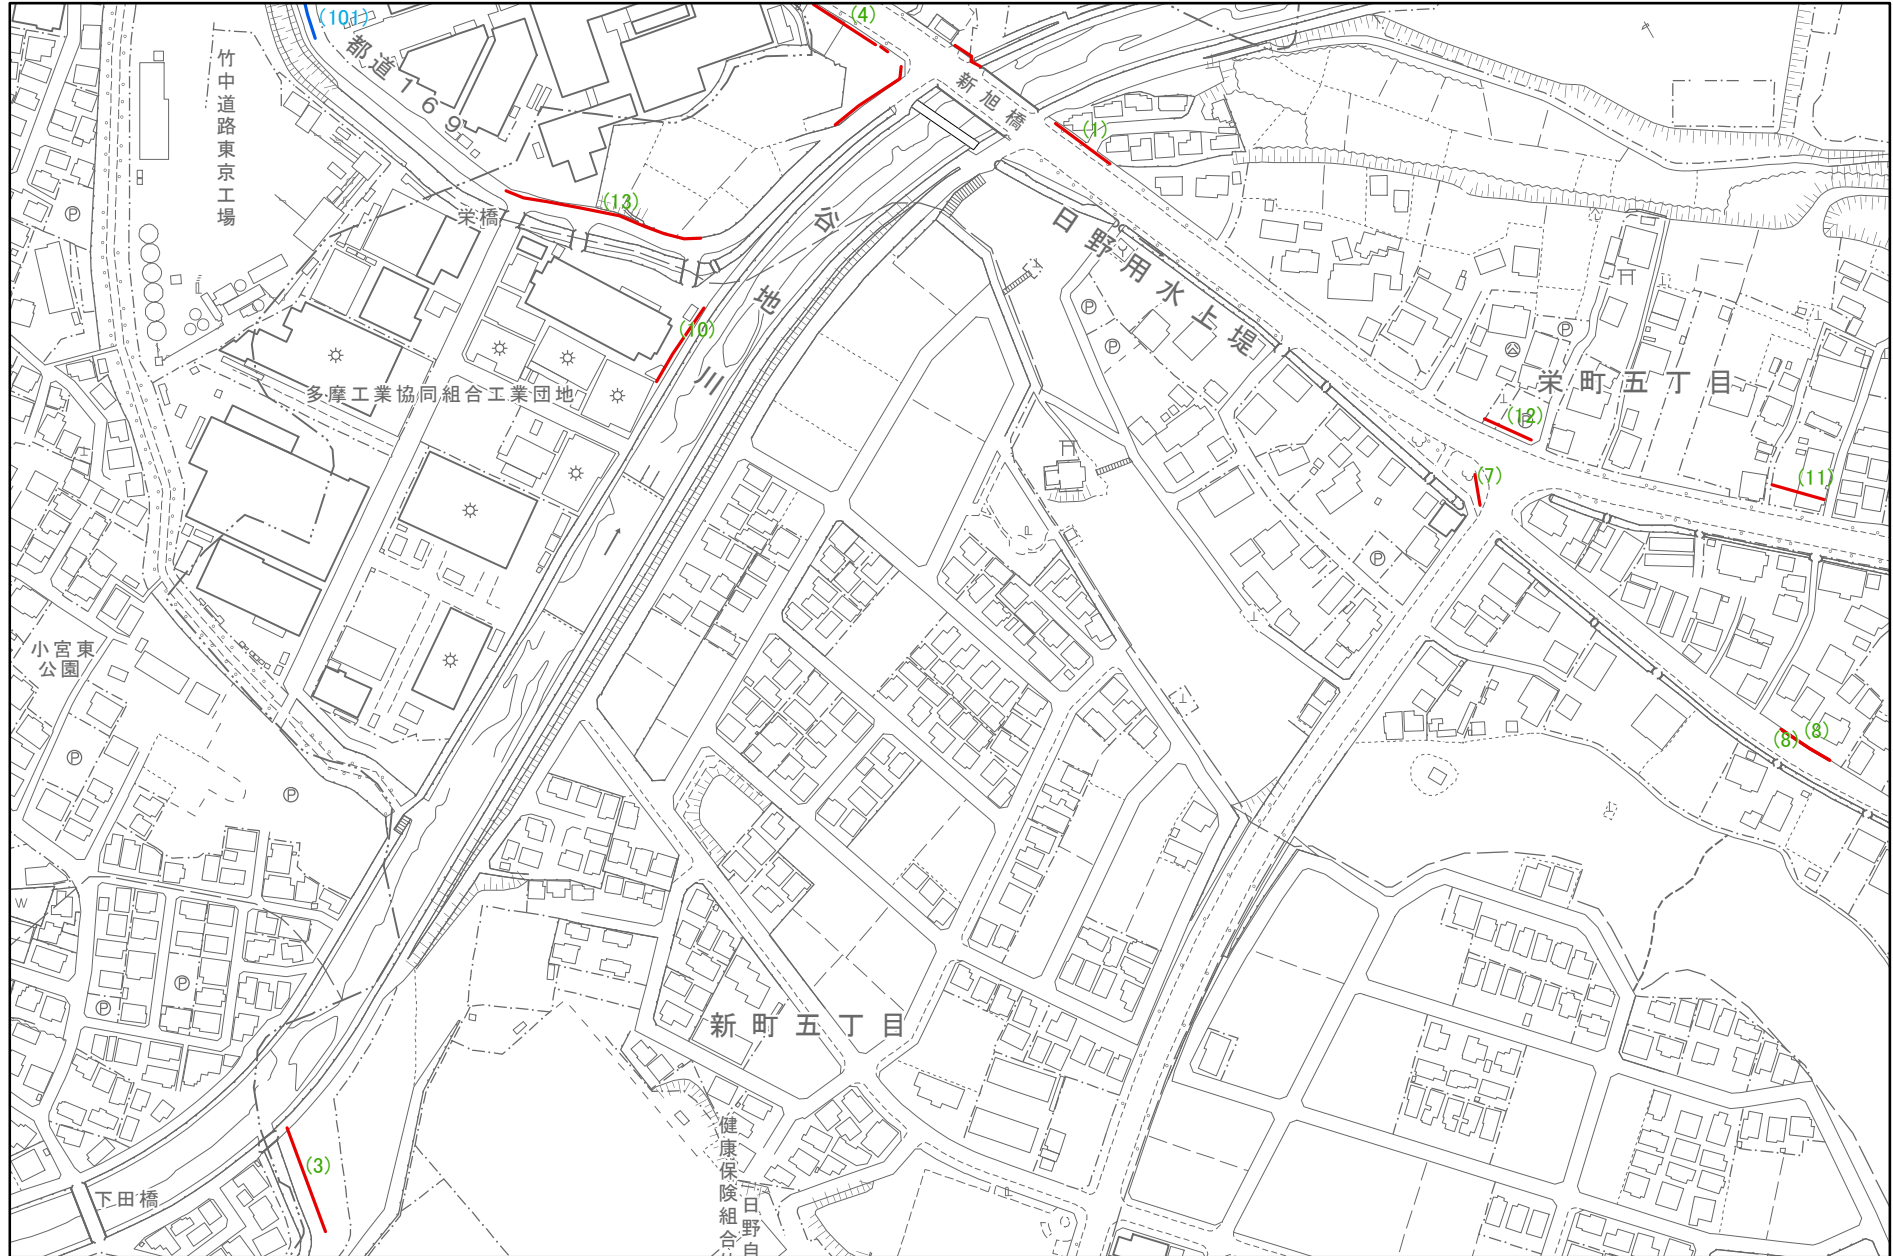 (101)
(4)
都道169
竹中道路東京工場
新旭橋
(1)
(13)
栄橋
谷地川
日野用水上堤
(10)
多摩工業協同組合工業団地
栄町五丁目
(12)
(7)
(11)
小宮東
公園
(8)
(8)
W
新町五丁目
健康保険組合
日野自
(3)
下田橋
P
P
P
P
P
P
P
P
P
P